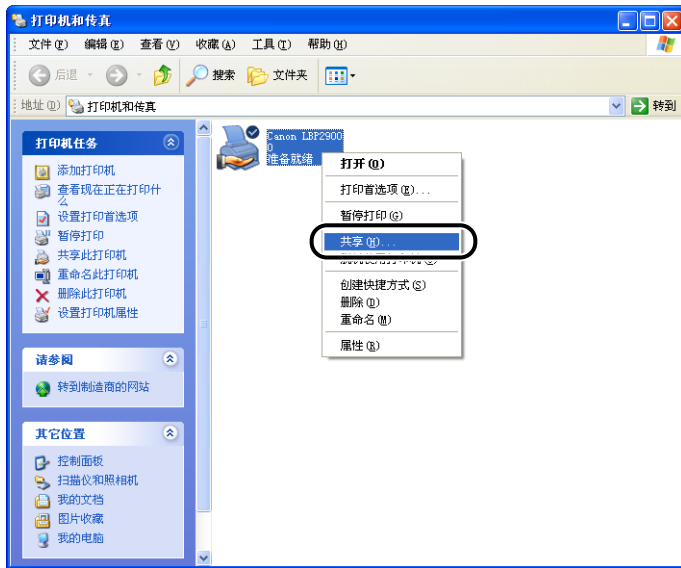 打印机和传真
文件(F) 编辑(E) 查看(V) 收藏(A) 工具(T) 帮助(H)
后退 搜索 文件夹
地址(D) 打印机和传真 转到
打印机任务
添加打印机
查看现在正在打印什
么
设置打印首选项
暂停打印
共享此打印机
重命名此打印机
删除此打印机
设置打印机属性
请参阅
转到制造商的网站
其它位置
控制面板
扫描仪和照相机
我的文档
图片收藏
我的电脑
Canon LBP2900
0
准备就绪
打开(O)
打印首选项(E)...
暂停打印(G)
共享(H)...
创建快捷方式(S)
删除(D)
重命名(M)
属性(R)